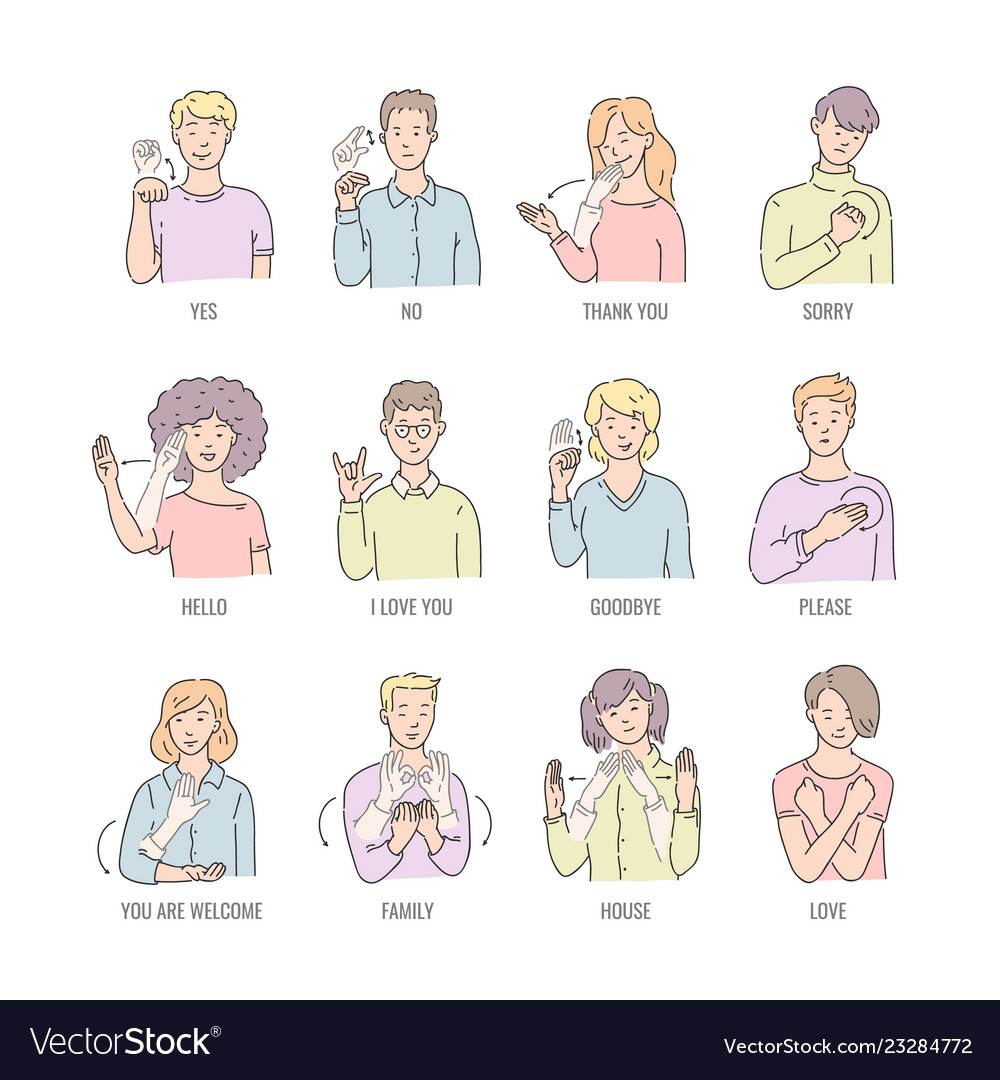 YES NO THANK YOU SORRY
HELLO I LOVE YOU GOODBYE PLEASE
YOU ARE WELCOME FAMILY HOUSE LOVE
VectorStock® VectorStock.com/23284772